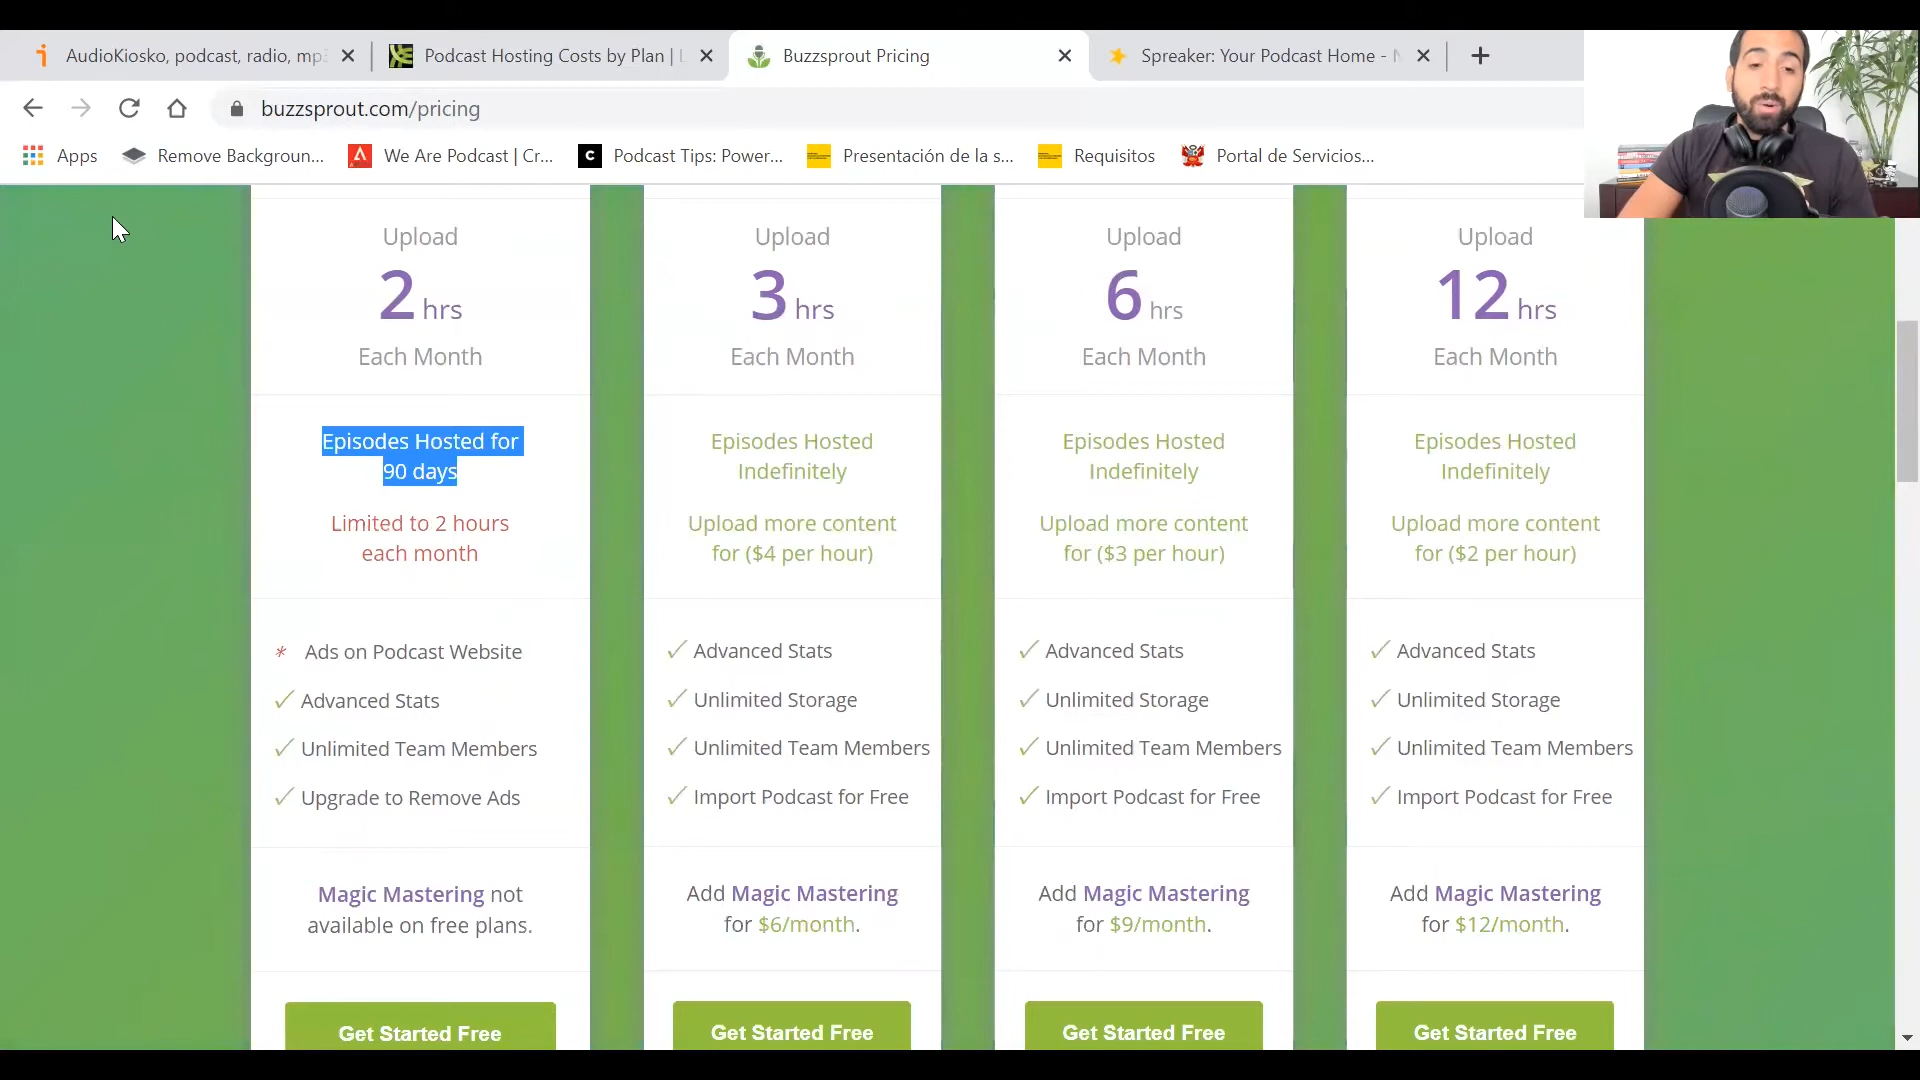 AudioKiosko, podcast, radio, mp3
Podcast Hosting Costs by Plan | L
Buzzsprout Pricing
Spreaker: Your Podcast Home - M
buzzsprout.com/pricing
Apps
Remove Backgroun...
We Are Podcast | Cr...
Podcast Tips: Power...
Presentación de la s...
Requisitos
Portal de Servicios...
Upload
2 hrs
Each Month
Episodes Hosted for
90 days
Limited to 2 hours
each month
* Ads on Podcast Website
✓ Advanced Stats
✓ Unlimited Team Members
✓ Upgrade to Remove Ads
Magic Mastering not
available on free plans.
Get Started Free
Upload
3 hrs
Each Month
Episodes Hosted
Indefinitely
Upload more content
for ($4 per hour)
✓ Advanced Stats
✓ Unlimited Storage
✓ Unlimited Team Members
✓ Import Podcast for Free
Add Magic Mastering
for $6/month.
Get Started Free
Upload
6 hrs
Each Month
Episodes Hosted
Indefinitely
Upload more content
for ($3 per hour)
✓ Advanced Stats
✓ Unlimited Storage
✓ Unlimited Team Members
✓ Import Podcast for Free
Add Magic Mastering
for $9/month.
Get Started Free
Upload
12 hrs
Each Month
Episodes Hosted
Indefinitely
Upload more content
for ($2 per hour)
✓ Advanced Stats
✓ Unlimited Storage
✓ Unlimited Team Members
✓ Import Podcast for Free
Add Magic Mastering
for $12/month.
Get Started Free